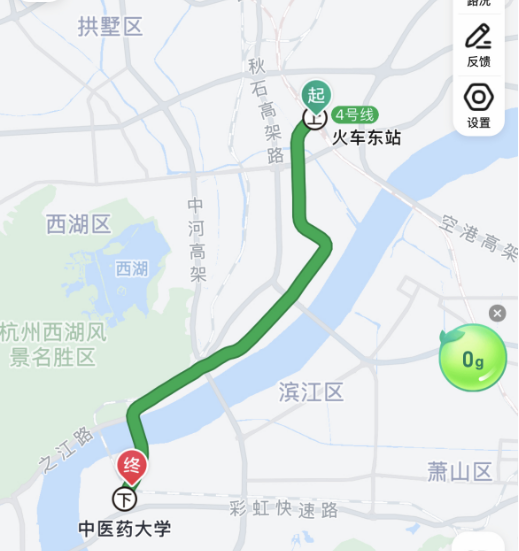 路况
反馈
设置
拱墅区
秋石高架路
起
上
4号线
火车东站
中河高架
西湖区
西湖
空港高架
杭州西湖风
景名胜区
0g
滨江区
之江路
终
下
萧山区
彩虹快速路
中医药大学